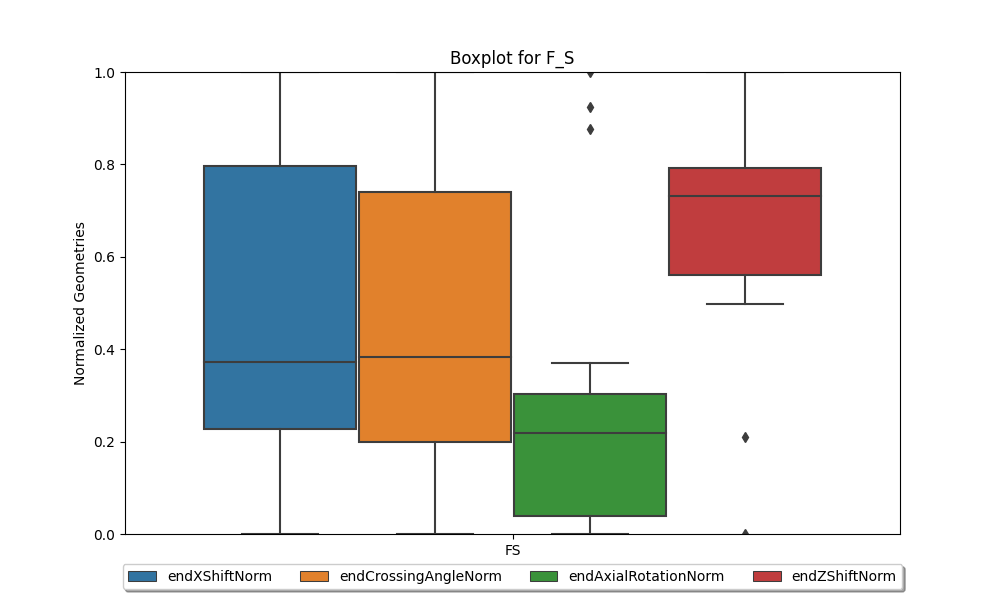 Boxplot for F_S
Normalized Geometries
1.0
0.8
0.6
0.4
0.2
0.0
FS
endXShiftNorm endCrossingAngleNorm endAxialRotationNorm endZShiftNorm